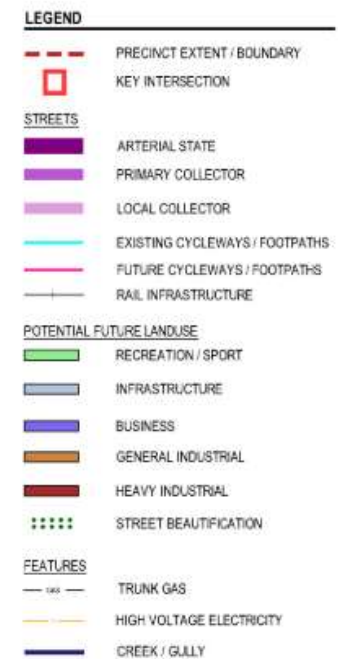 LEGEND
PRECINCT EXTENT / BOUNDARY
KEY INTERSECTION
STREETS
ARTERIAL STATE
PRIMARY COLLECTOR
LOCAL COLLECTOR
EXISTING CYCLEWAYS / FOOTPATHS
FUTURE CYCLEWAYS / FOOTPATHS
RAIL INFRASTRUCTURE
POTENTIAL FUTURE LANDUSE
RECREATION / SPORT
INFRASTRUCTURE
BUSINESS
GENERAL INDUSTRIAL
HEAVY INDUSTRIAL
STREET BEAUTIFICATION
FEATURES
GAS TRUNK GAS
HIGH VOLTAGE ELECTRICITY
CREEK / GULLY